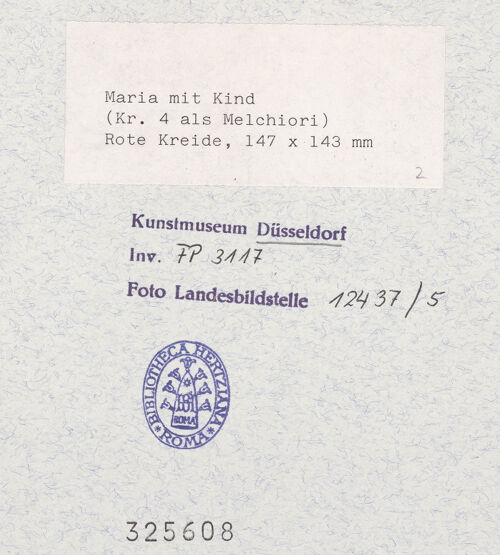 Maria mit Kind
(Kr. 4 als Melchiori)
Rote Kreide, 147 x 143 mm
2
Kunstmuseum Düsseldorf
Inv. FP 3117
Foto Landesbildstelle 12437/5
BIBLIOTHECA HERTZIANA
ROMA
* ROMA *
325608